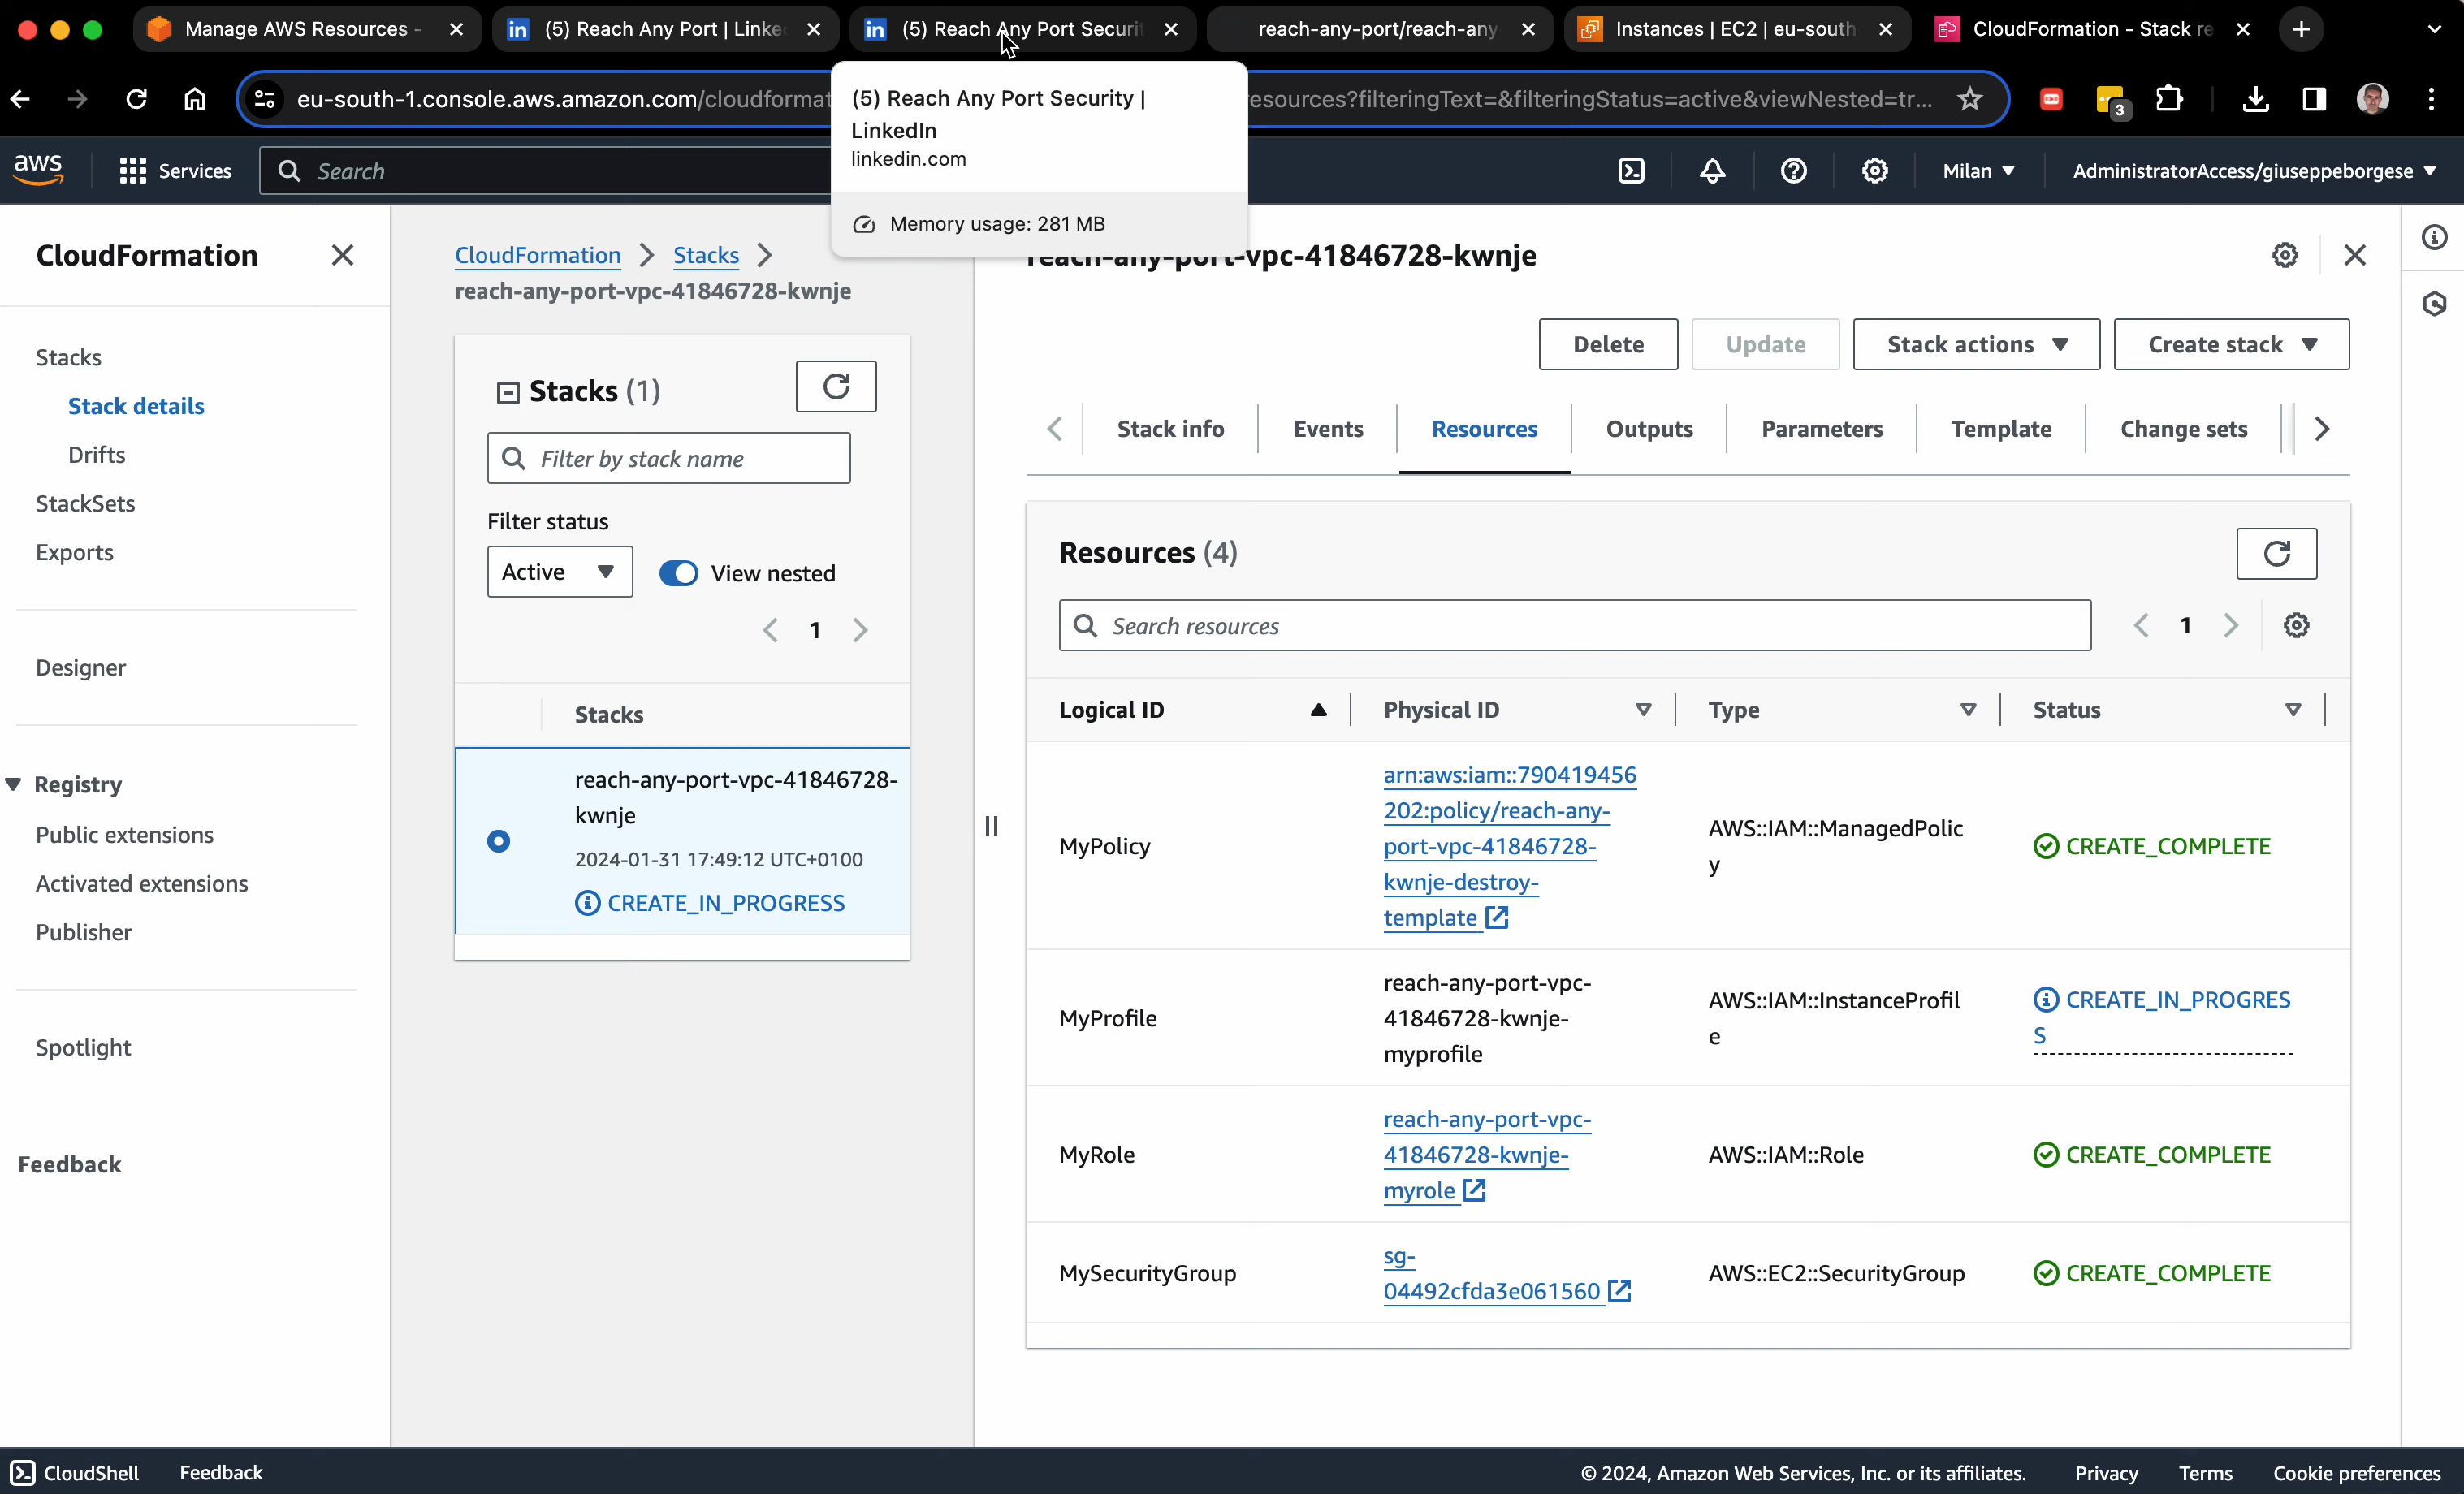 Manage AWS Resources -
(5) Reach Any Port | Linke
(5) Reach Any Port Securi
reach-any-port/reach-any
Instances | EC2 | eu-south
CloudFormation - Stack re
eu-south-1.console.aws.amazon.com/cloudformat
esources?filteringText=&filteringStatus=active&viewNested=tr...
3
(5) Reach Any Port Security |
LinkedIn
linkedin.com
Memory usage: 281 MB
aws
Services
Search
Milan
AdministratorAccess/giuseppeborgese
CloudFormation
Stacks
Stack details
Drifts
StackSets
Exports
Designer
Registry
Public extensions
Activated extensions
Publisher
Spotlight
Feedback
CloudFormation
Stacks
reach-any-port-vpc-41846728-kwnje
Stacks (1)
Filter by stack name
Filter status
Active
View nested
1
Stacks
reach-any-port-vpc-41846728-
kwnje
2024-01-31 17:49:12 UTC+0100
CREATE_IN_PROGRESS
reach-any-port-vpc-41846728-kwnje
Delete
Update
Stack actions
Create stack
Stack info
Events
Resources
Outputs
Parameters
Template
Change sets
Resources (4)
Search resources
1
Logical ID
Physical ID
Type
Status
MyPolicy
arn:aws:iam::790419456
202:policy/reach-any-
port-vpc-41846728-
kwnje-destroy-
template
AWS::IAM::ManagedPolic
y
CREATE_COMPLETE
MyProfile
reach-any-port-vpc-
41846728-kwnje-
myprofile
AWS::IAM::InstanceProfil
e
CREATE_IN_PROGRES
S
MyRole
reach-any-port-vpc-
41846728-kwnje-
myrole
AWS::IAM::Role
CREATE_COMPLETE
MySecurityGroup
sg-
04492cfda3e061560
AWS::EC2::SecurityGroup
CREATE_COMPLETE
CloudShell
Feedback
© 2024, Amazon Web Services, Inc. or its affiliates.
Privacy
Terms
Cookie preferences